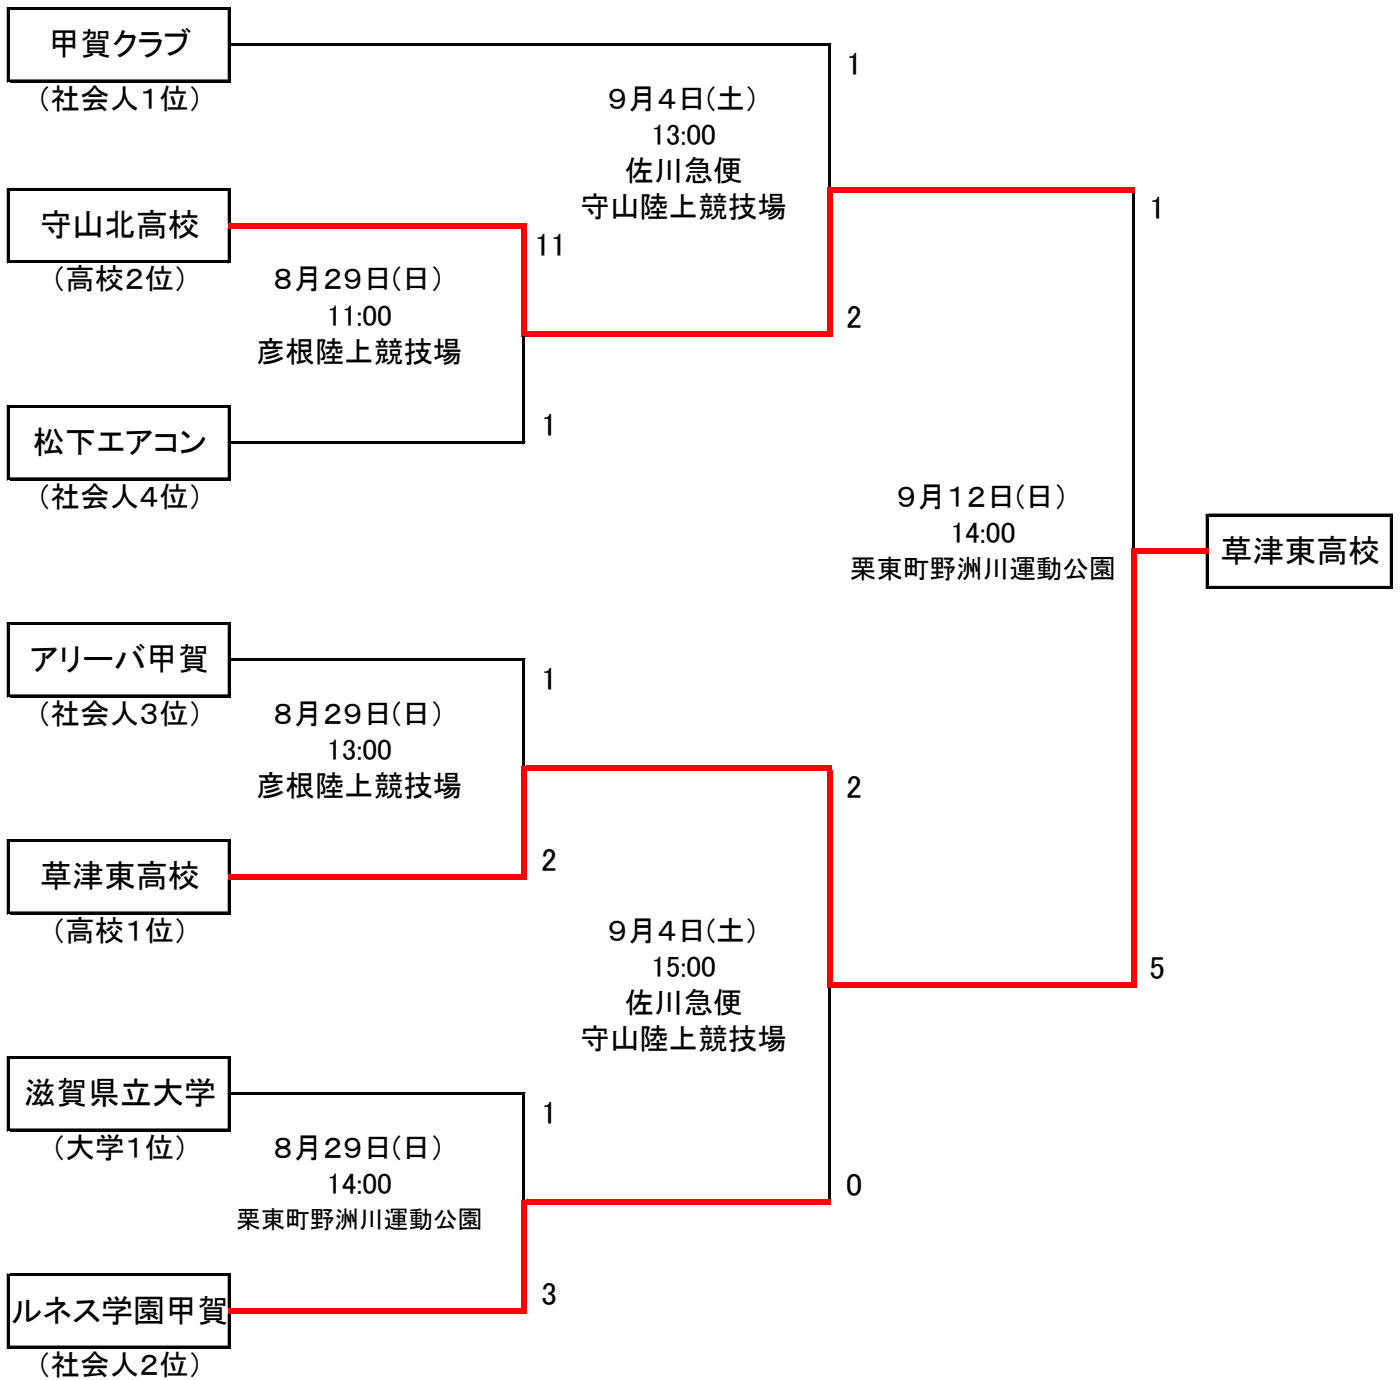 甲賀クラブ
（社会人１位）
1
９月４日(土)
13:00
佐川急便
守山陸上競技場
守山北高校
（高校２位）
11
８月２９日(日)
11:00
彦根陸上競技場
2
1
松下エアコン
（社会人４位）
1
９月１２日(日)
14:00
栗東町野洲川運動公園
草津東高校
アリーバ甲賀
（社会人３位）
1
８月２９日(日)
13:00
彦根陸上競技場
2
草津東高校
（高校１位）
2
９月４日(土)
15:00
佐川急便
守山陸上競技場
5
滋賀県立大学
（大学１位）
1
８月２９日(日)
14:00
栗東町野洲川運動公園
0
ルネス学園甲賀
（社会人２位）
3